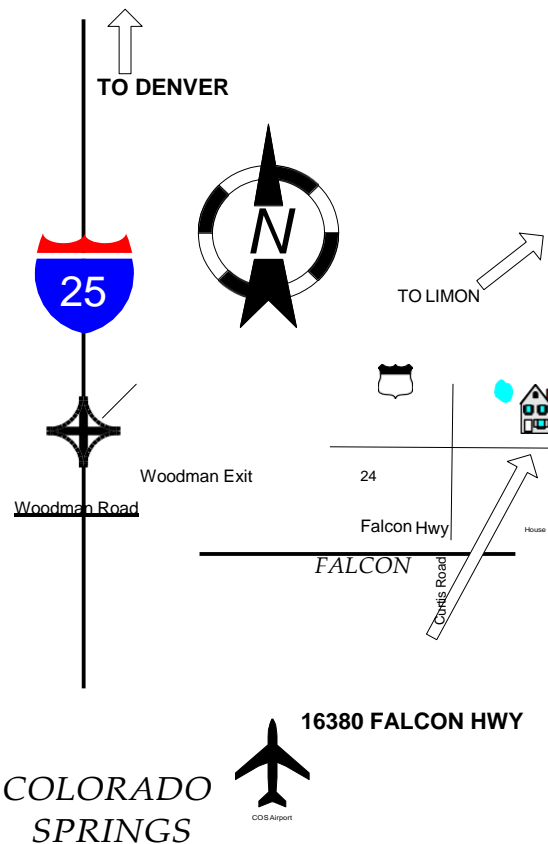 TO DENVER
N
25
TO LIMON
Woodman Exit
24
Woodman Road
Falcon Hwy
House
FALCON
Curtis Road
16380 FALCON HWY
COLORADO
SPRINGS
COS Airport